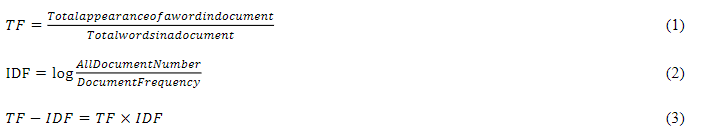 TF = Totalappearanceofawordindocument / Totalwordsinadocument (1)
IDF = log AllDocumentNumber / DocumentFrequency (2)
TF − IDF = TF × IDF (3)